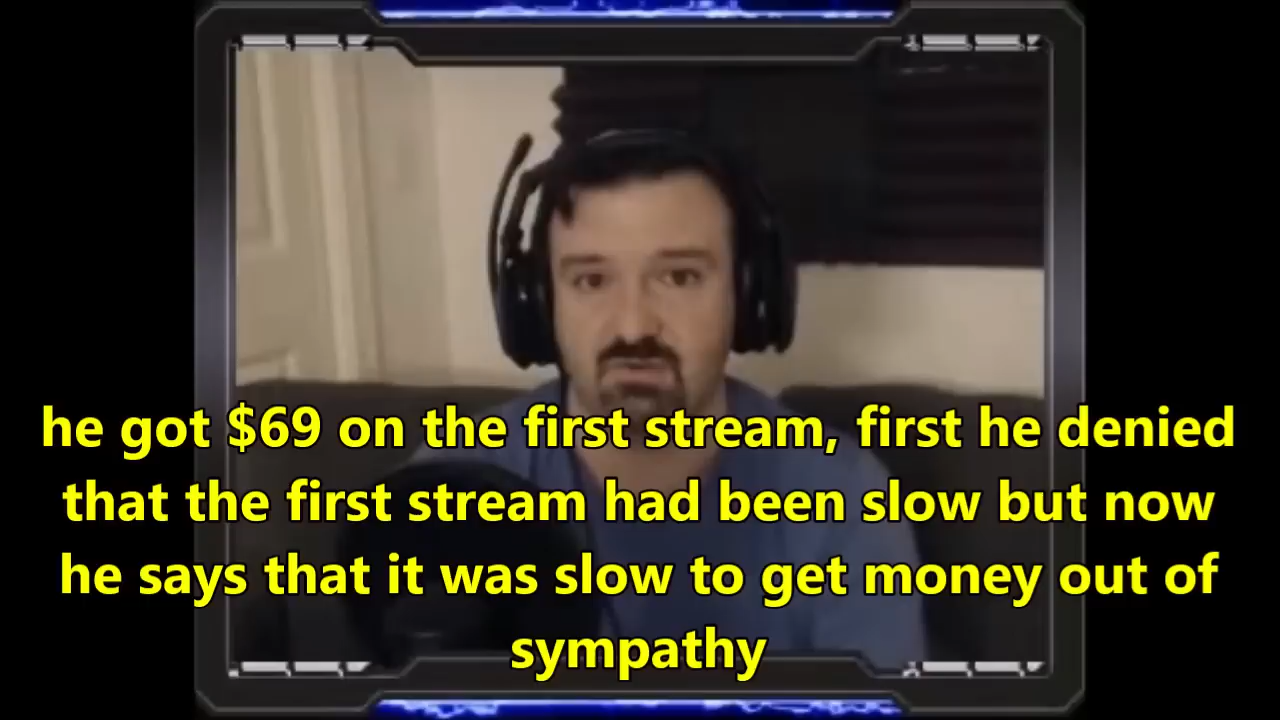 he got $69 on the first stream, first he denied
that the first stream had been slow but now
he says that it was slow to get money out of
sympathy